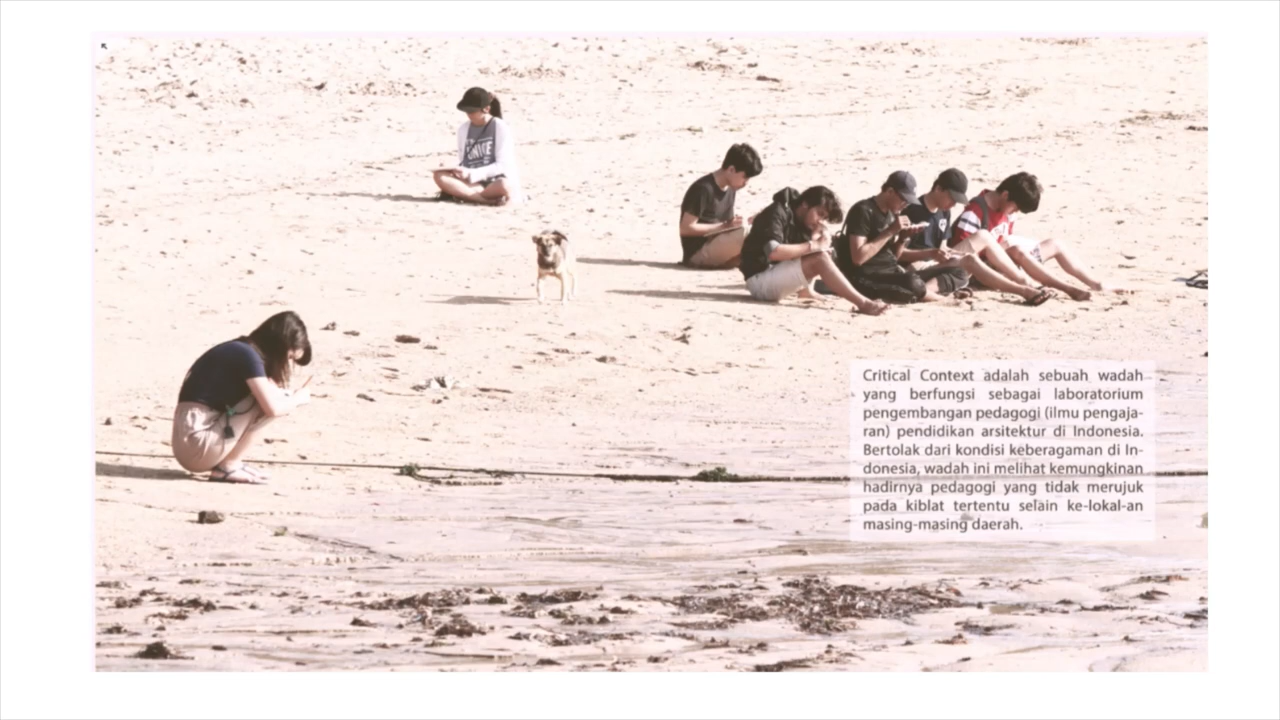 Critical Context adalah sebuah wadah
yang berfungsi sebagai laboratorium
pengembangan pedagogi (ilmu pengaja-
ran) pendidikan arsitektur di Indonesia.
Bertolak dari kondisi keberagaman di In-
donesia, wadah ini melihat kemungkinan
hadirnya pedagogi yang tidak merujuk
pada kiblat tertentu selain ke-lokal-an
masing-masing daerah.